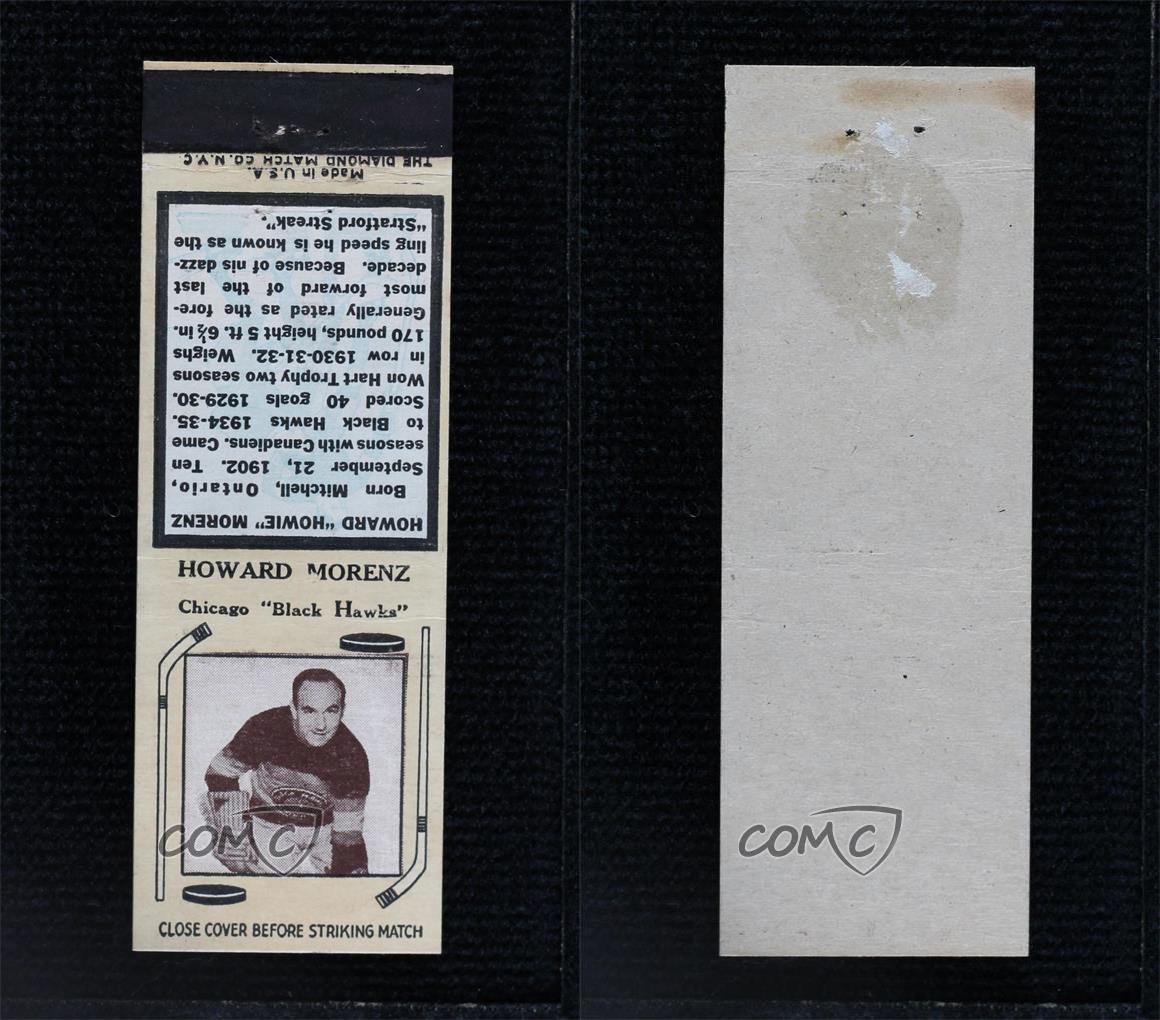 HOWARD "HOWIE" MORENZ
Born Mitchell, Ontario,
September 21, 1902. Ten
seasons with Canadiens. Came
to Black Hawks 1934-35.
Scored 40 goals 1929-30.
Won Hart Trophy two seasons
in row 1930-31-32. Weighs
170 pounds, height 5 ft. 6½ in.
Generally rated as the fore-
most forward of the last
decade. Because of nis dazz-
ling speed he is known as the
"Stratford Streak".
Made in U.S.A.
THE DIAMOND MATCH CO. N.Y.C.
HOWARD MORENZ
Chicago "Black Hawks"
COMC
CLOSE COVER BEFORE STRIKING MATCH
COMC